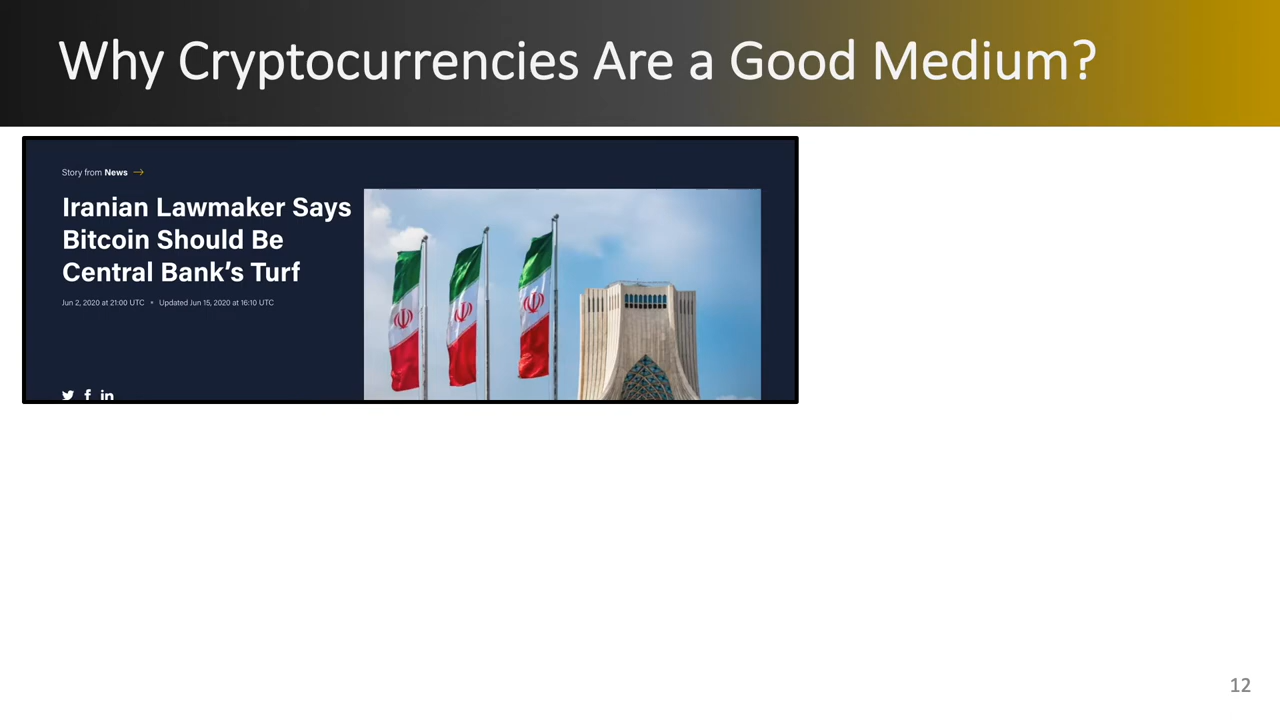 Why Cryptocurrencies Are a Good Medium?
Story from News →
Iranian Lawmaker Says
Bitcoin Should Be
Central Bank's Turf
Jun 2, 2020 at 21:00 UTC • Updated Jun 15, 2020 at 16:10 UTC
12